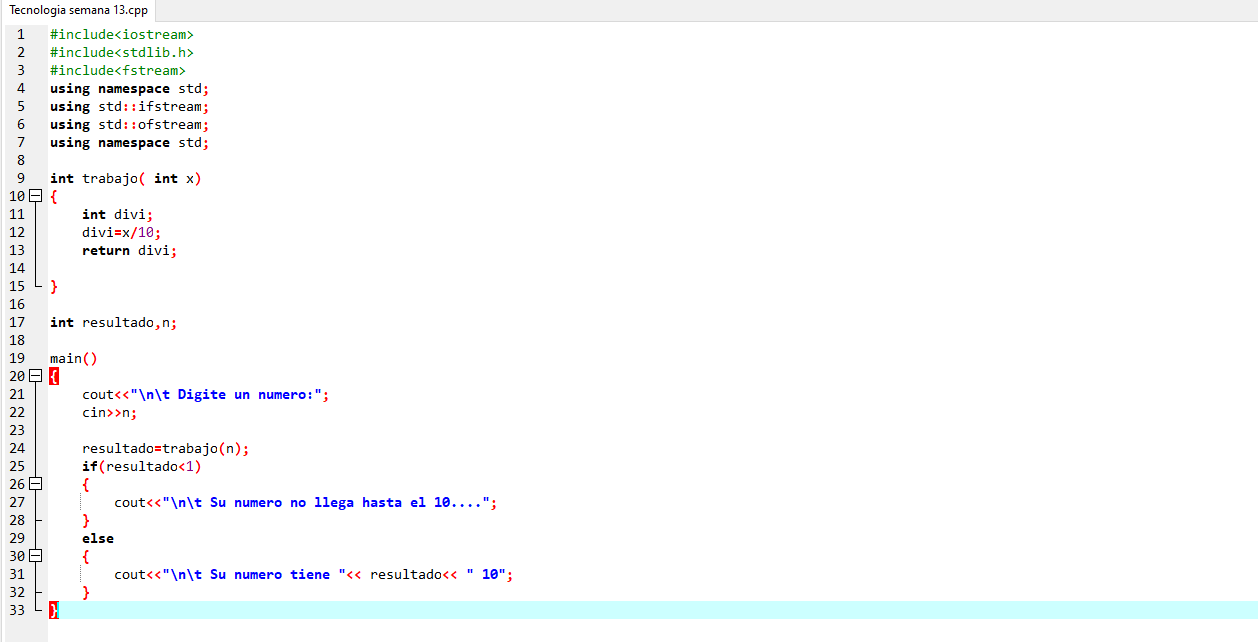 Tecnologia semana 13.cpp
1 #include<iostream>
2 #include<stdlib.h>
3 #include<fstream>
4 using namespace std;
5 using std::ifstream;
6 using std::ofstream;
7 using namespace std;
8
9 int trabajo( int x)
10 {
11 int divi;
12 divi=x/10;
13 return divi;
14
15 }
16
17 int resultado,n;
18
19 main()
20 {
21 cout<<"\n\t Digite un numero:";
22 cin>>n;
23
24 resultado=trabajo(n);
25 if(resultado<1)
26 {
27 cout<<"\n\t Su numero no llega hasta el 10....";
28 }
29 else
30 {
31 cout<<"\n\t Su numero tiene "<< resultado<< " 10";
32 }
33 }